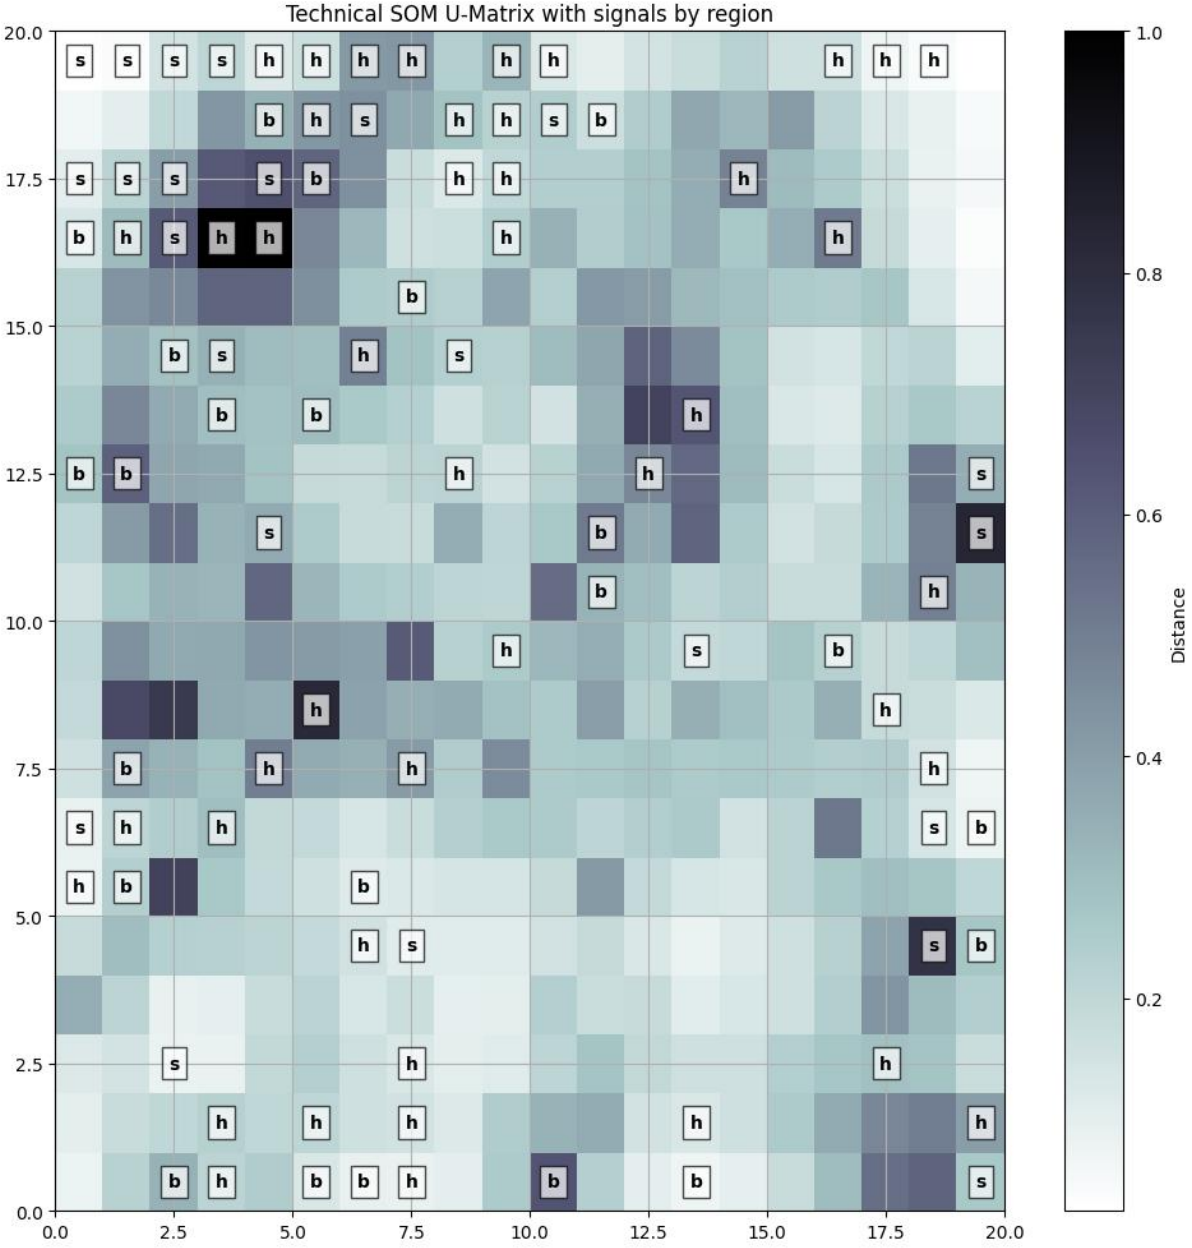 Technical SOM U-Matrix with signals by region
20.0
s s s s h h h h h h h h h
1.0
b h s h h s b
17.5
s s s s b h h h
b h s h h h h
0.8
b
15.0
b s h s
b b h
12.5
b b h h s
0.6
s b s
b h
Distance
10.0
h s b
h h
0.4
7.5
b h h h
s h h s b
h b b
5.0
h s s b
0.2
2.5
s h h
h h h h h
b h b b h b b s
0.0
0.0 2.5 5.0 7.5 10.0 12.5 15.0 17.5 20.0